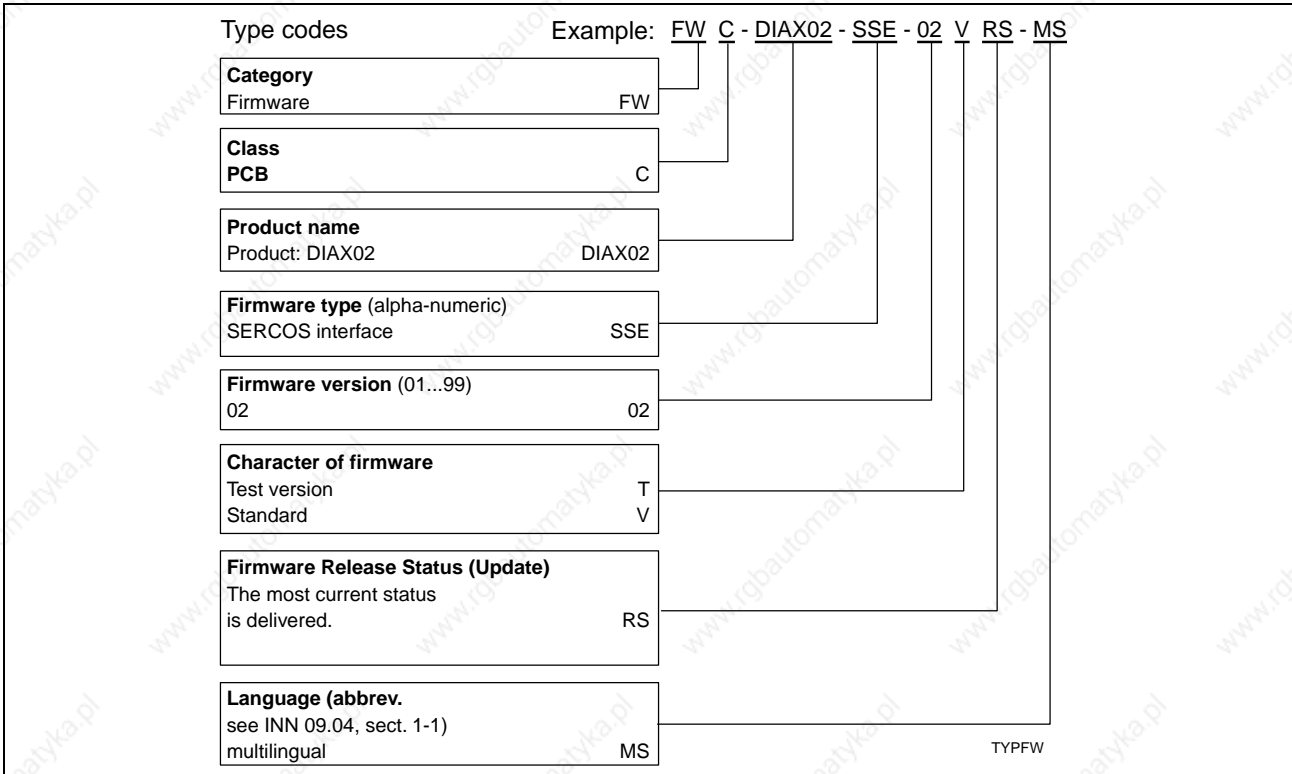 Type codes Example: FW C - DIAX02 - SSE - 02 V RS - MS
Category
Firmware FW
Class
PCB C
Product name
Product: DIAX02 DIAX02
Firmware type (alpha-numeric)
SERCOS interface SSE
Firmware version (01...99)
02 02
Character of firmware
Test version T
Standard V
Firmware Release Status (Update)
The most current status
is delivered. RS
Language (abbrev.
see INN 09.04, sect. 1-1)
multilingual MS
TYPFW
www.rgbautomatyka.pl